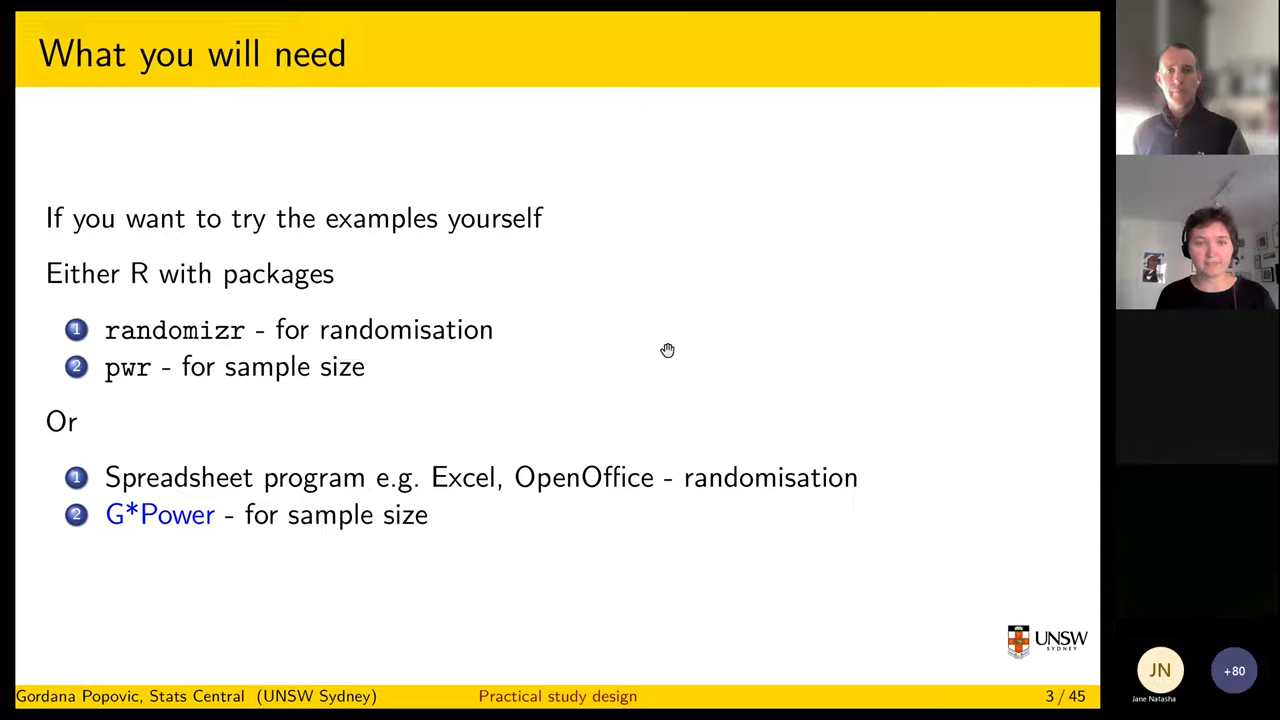 What you will need
If you want to try the examples yourself
Either R with packages
1 randomizr - for randomisation
2 pwr - for sample size
Or
1 Spreadsheet program e.g. Excel, OpenOffice - randomisation
2 G*Power - for sample size
UNSW
SYDNEY
Gordana Popovic, Stats Central (UNSW Sydney)
Practical study design
3 / 45
JN
+80
Jane Natasha